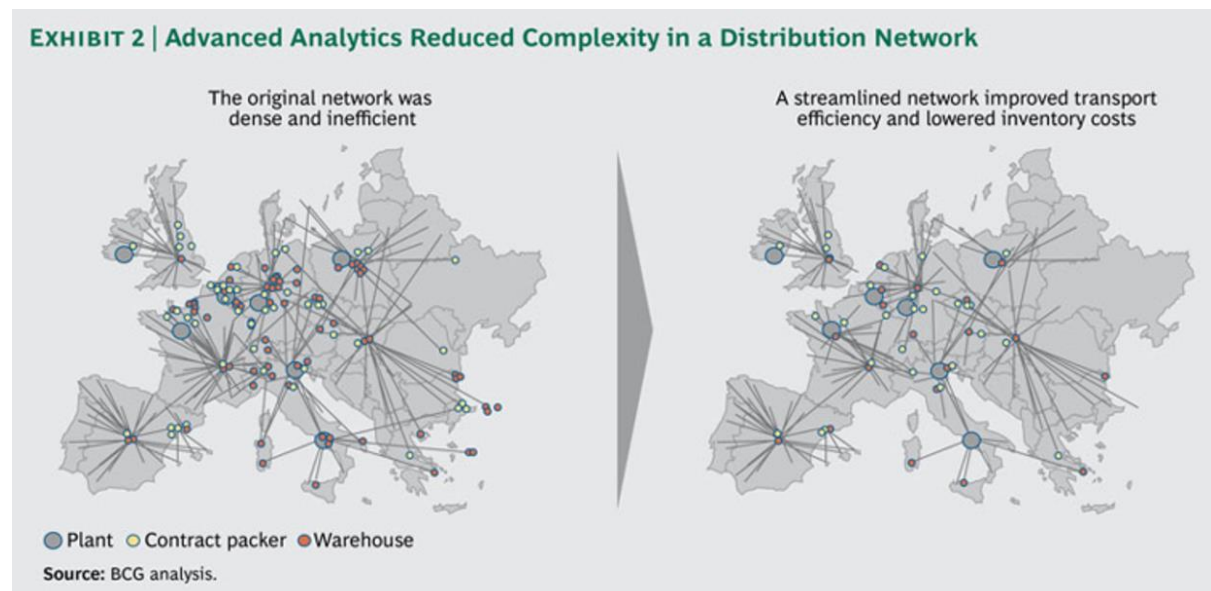 EXHIBIT 2 | Advanced Analytics Reduced Complexity in a Distribution Network
The original network was
dense and inefficient
A streamlined network improved transport
efficiency and lowered inventory costs
Plant Contract packer Warehouse
Source: BCG analysis.